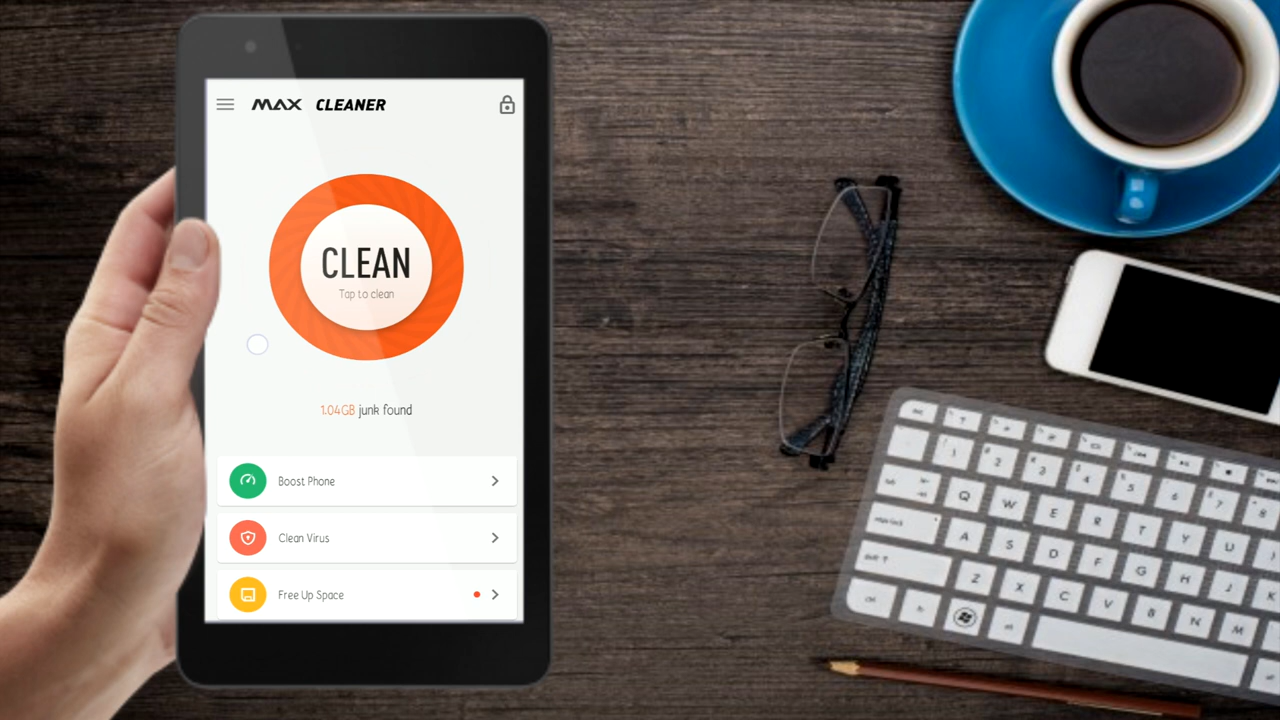 MAX CLEANER
CLEAN
Tap to clean
1.04GB junk found
Boost Phone
Clean Virus
Free Up Space
Q W E R T Y U
A S D F G H J K
Z X C V B N M